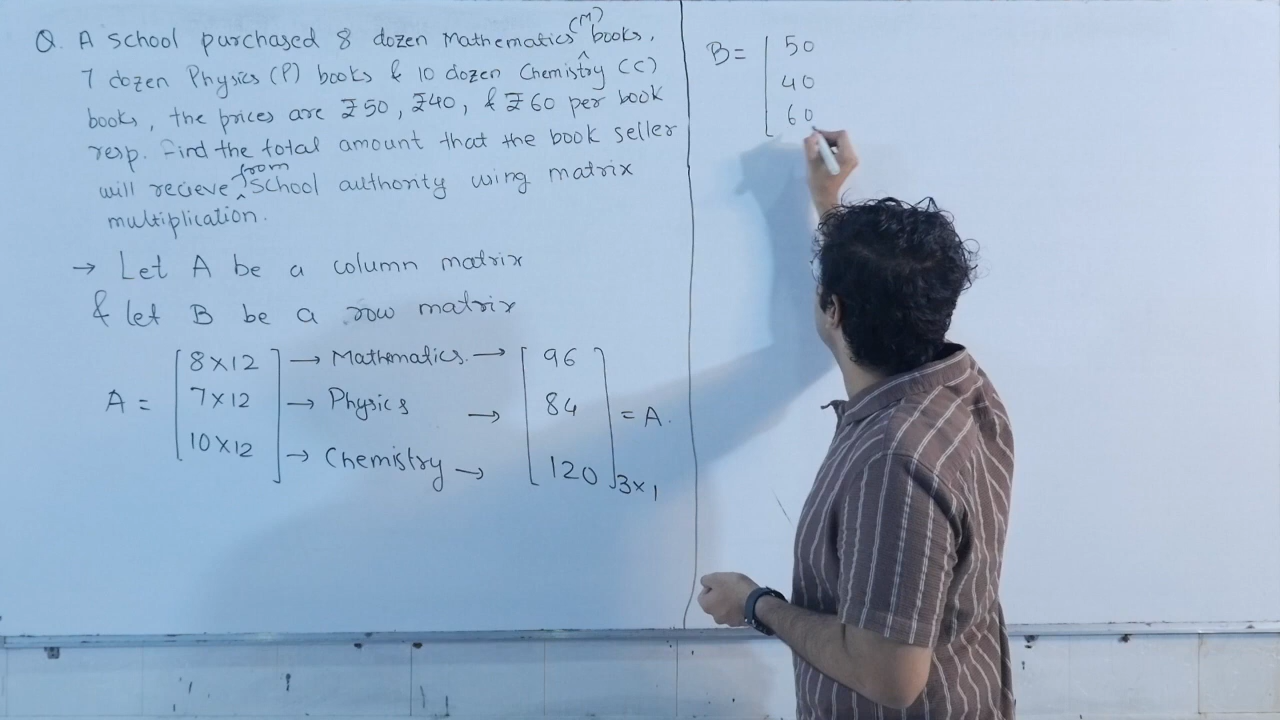 Q. A school purchased 8 dozen Mathematics (M) books,
7 dozen Physics (P) books & 10 dozen Chemistry (C)
books, the prices are ₹50, ₹40, & ₹60 per book
resp. Find the total amount that the book seller
will recieve from school authority using matrix
multiplication.
→ Let A be a column matrix
& let B be a row matrix
A = [ 8×12 ] → Mathematics. → [ 96 ]
[ 7×12 ] → Physics → [ 84 ] = A.
[ 10×12 ] → Chemistry → [ 120 ] 3×1
B = [ 50
40
60